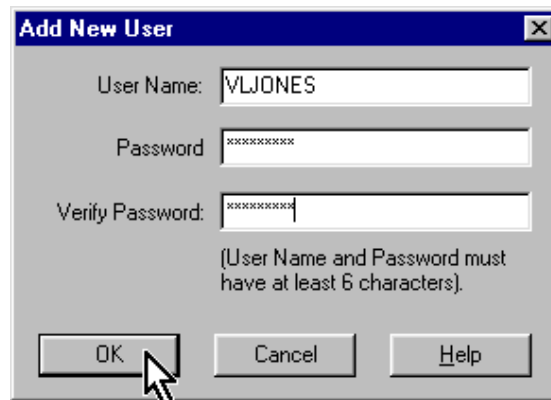 Add New User
User Name: VLJONES
Password *********
Verify Password: *********
(User Name and Password must
have at least 6 characters).
OK Cancel Help